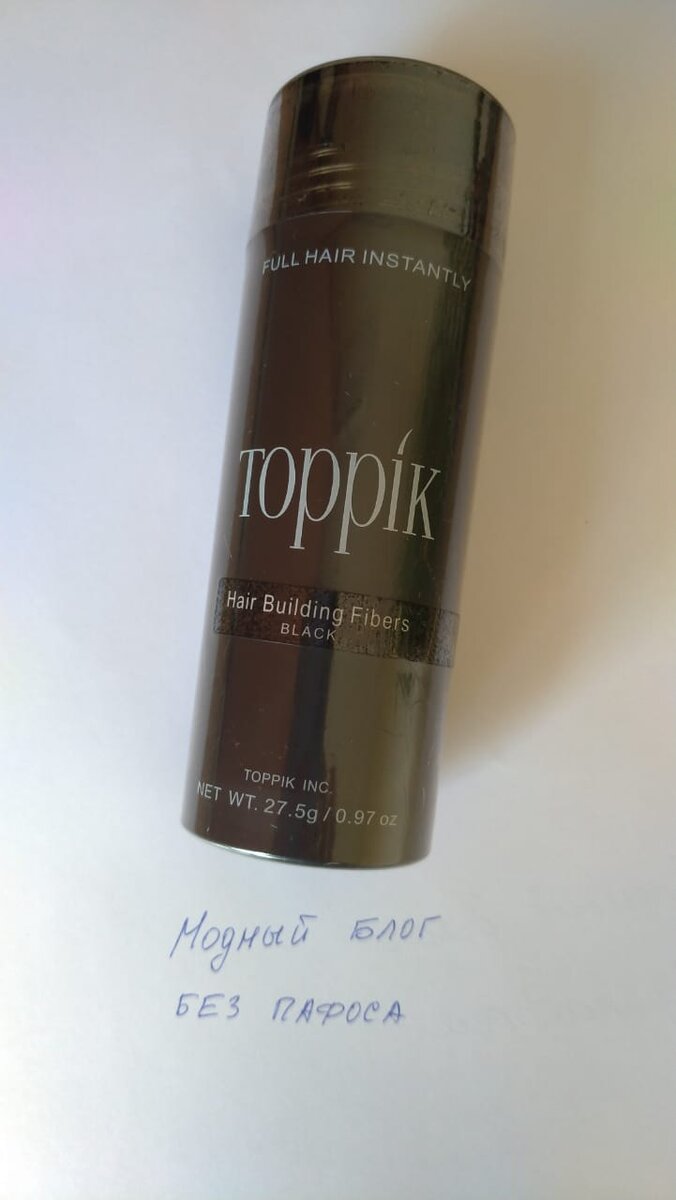 FULL HAIR INSTANTLY
Toppik
Hair Building Fibers
BLACK
TOPPIK INC.
NET WT. 27.5g / 0.97 oz
Модный БЛОГ
БЕЗ ПАФОСА